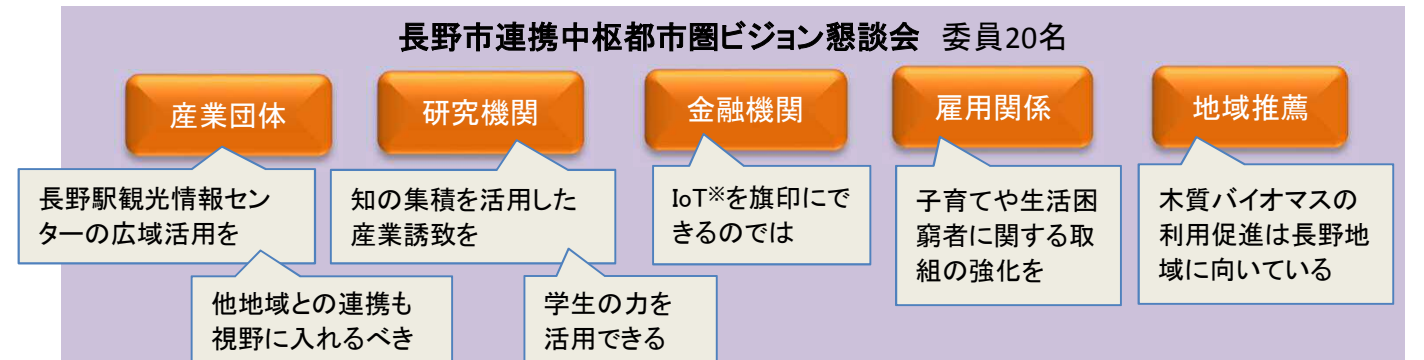 長野市連携中枢都市圏ビジョン懇談会 委員20名
産業団体
研究機関
金融機関
雇用関係
地域推薦
長野駅観光情報セン
ターの広域活用を
知の集積を活用した
産業誘致を
IoT※を旗印にで
きるのでは
子育てや生活困
窮者に関する取
組の強化を
木質バイオマスの
利用促進は長野地
域に向いている
他地域との連携も
視野に入れるべき
学生の力を
活用できる